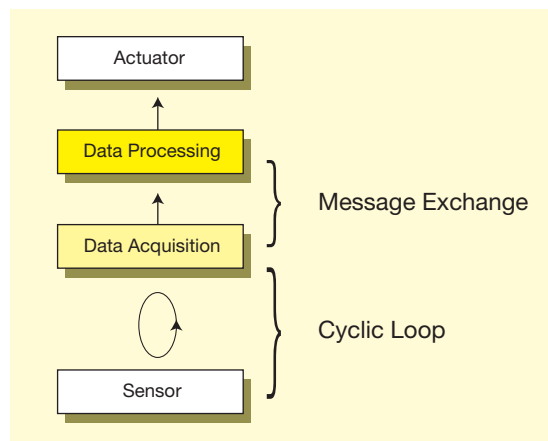 Actuator
Data Processing
Message Exchange
Data Acquisition
Cyclic Loop
Sensor